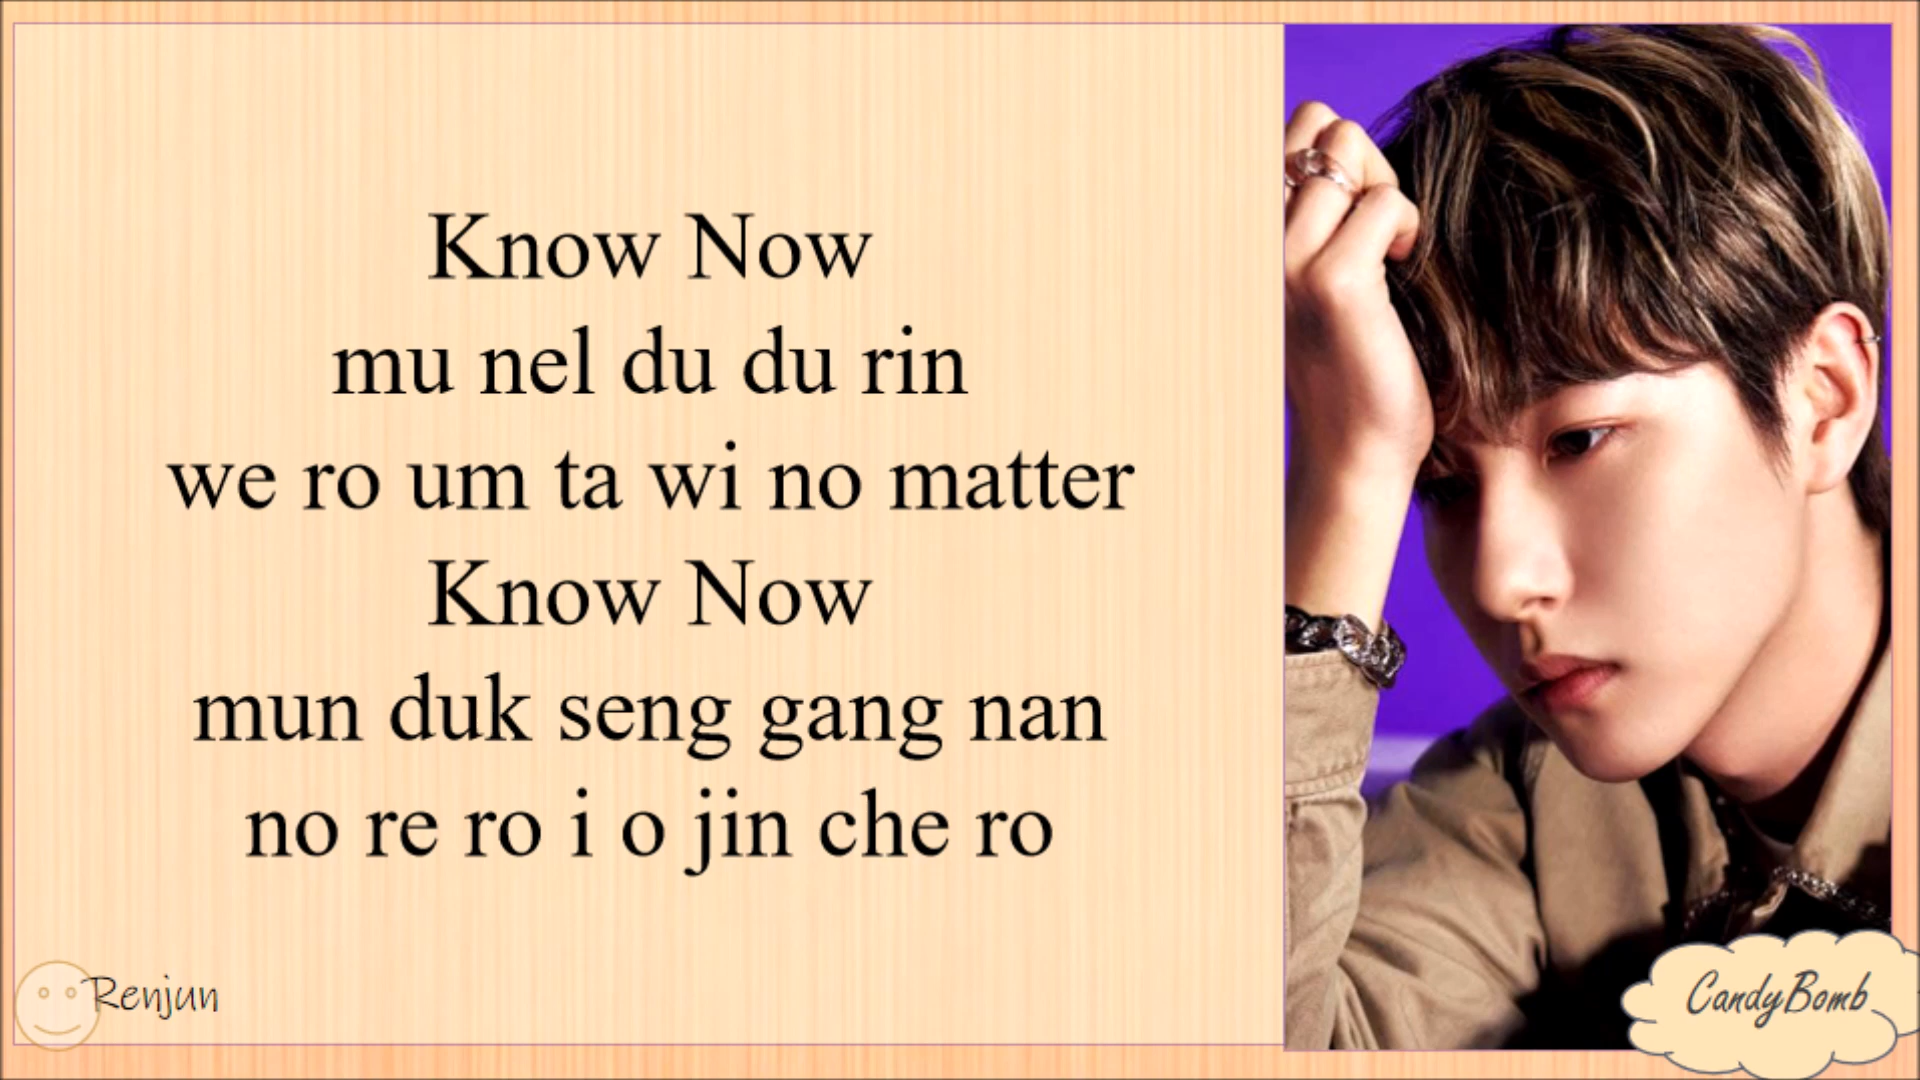 Know Now
mu nel du du rin
we ro um ta wi no matter
Know Now
mun duk seng gang nan
no re ro i o jin che ro
Renjun
CandyBomb